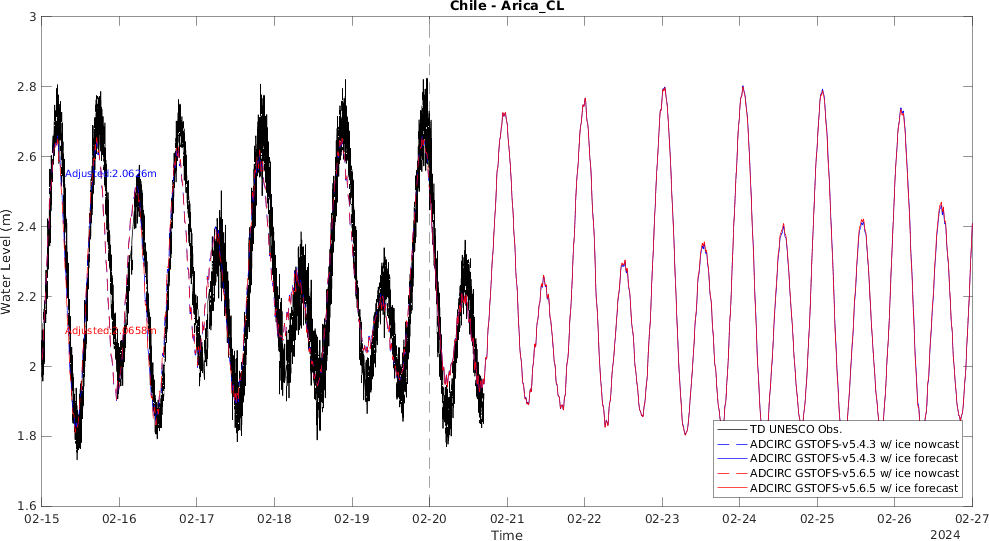 Chile - Arica_CL
3
2.8
2.6
2.4
2.2
2
1.8
1.6
Water Level (m)
Adjusted:2.0626m
Adjusted:2.0658m
TD UNESCO Obs.
ADCIRC GSTOFS-v5.4.3 w/ ice nowcast
ADCIRC GSTOFS-v5.4.3 w/ ice forecast
ADCIRC GSTOFS-v5.6.5 w/ ice nowcast
ADCIRC GSTOFS-v5.6.5 w/ ice forecast
02-15 02-16 02-17 02-18 02-19 02-20 02-21 02-22 02-23 02-24 02-25 02-26 02-27
Time
2024